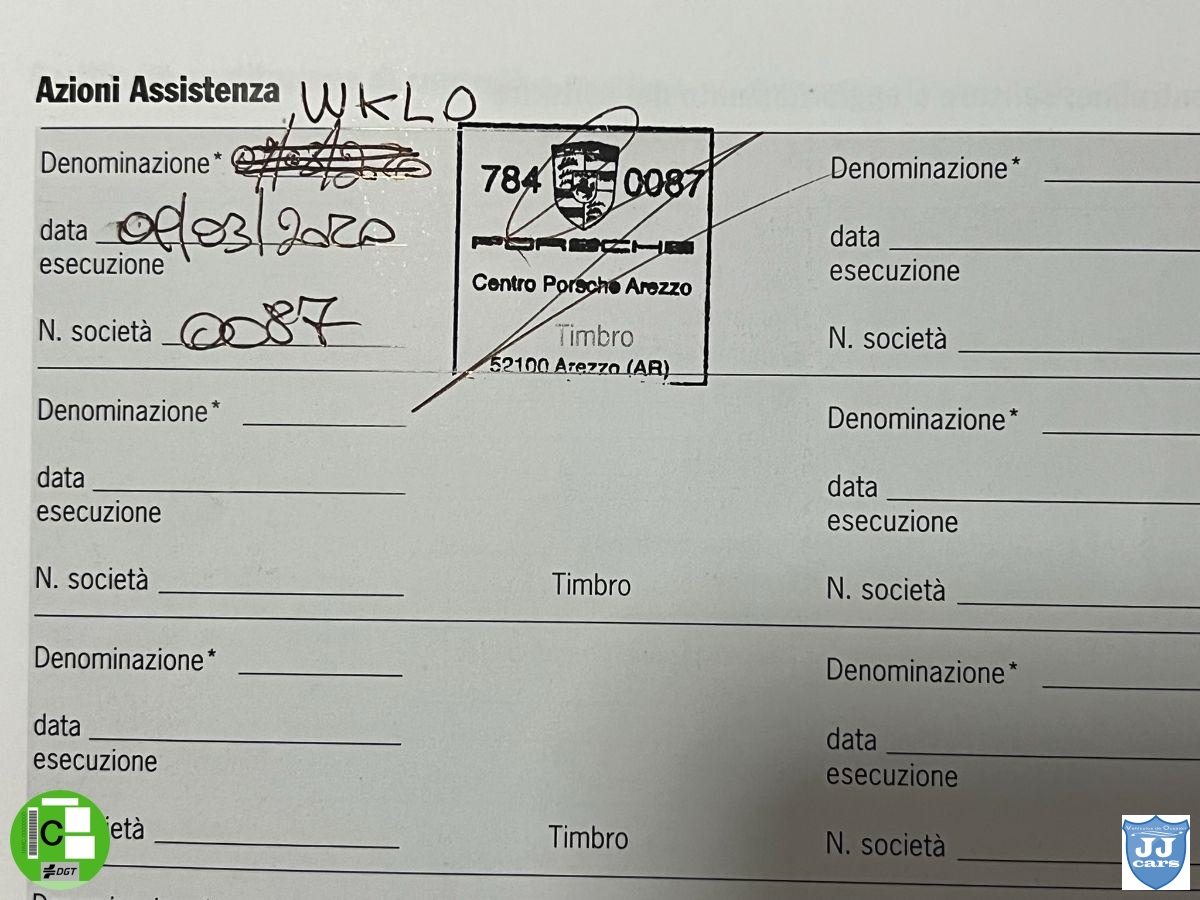 Azioni Assistenza WKLO
Denominazione*
data 09/03/2020
esecuzione
N. società 0087
784 0087
PORSCHE
Centro Porsche Arezzo
Timbro
52100 Arezzo (AR)
Denominazione*
data
esecuzione
N. società
Denominazione*
data
esecuzione
N. società
Timbro
Denominazione*
data
esecuzione
N. società
Denominazione*
data
esecuzione
Timbro
Denominazione*
data
esecuzione
N. società
C
DGT
JJ
cars